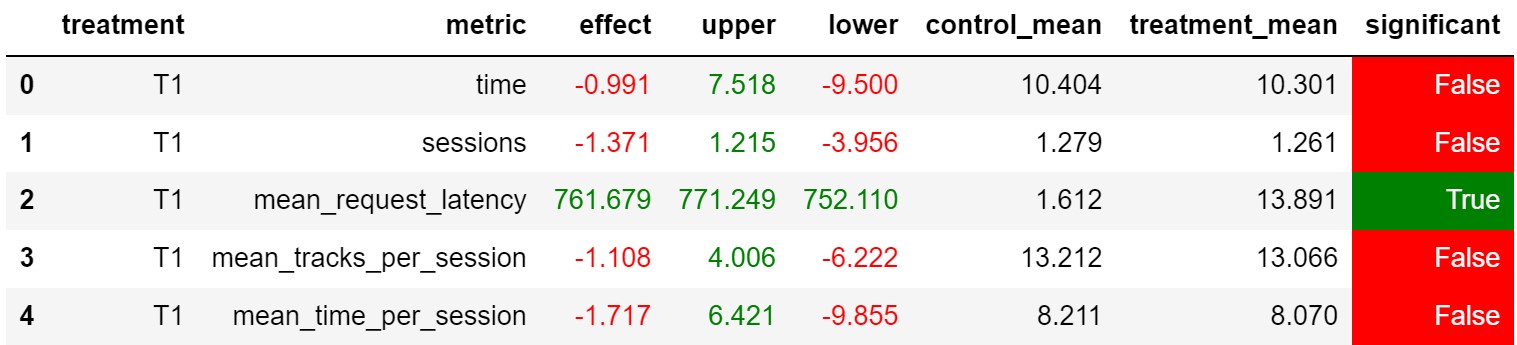 treatment metric effect upper lower control_mean treatment_mean significant
0 T1 time -0.991 7.518 -9.500 10.404 10.301 False
1 T1 sessions -1.371 1.215 -3.956 1.279 1.261 False
2 T1 mean_request_latency 761.679 771.249 752.110 1.612 13.891 True
3 T1 mean_tracks_per_session -1.108 4.006 -6.222 13.212 13.066 False
4 T1 mean_time_per_session -1.717 6.421 -9.855 8.211 8.070 False